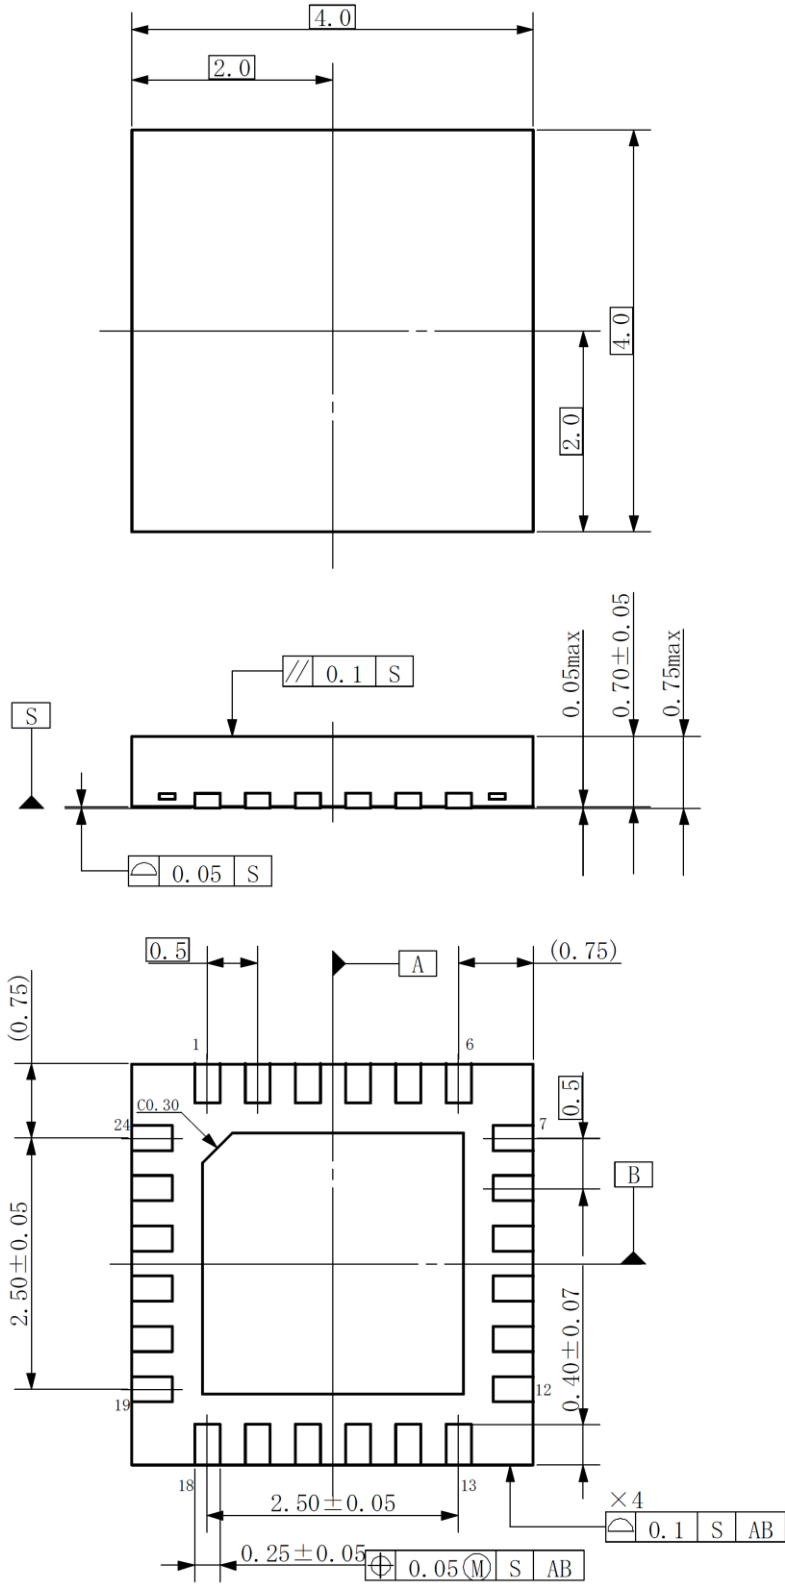 4.0
2.0
4.0
2.0
0.05max
0.70±0.05
0.75max
// 0.1 S
S
⌓ 0.05 S
0.5
A
(0.75)
(0.75)
1
6
C0.30
24
7
0.5
B
2.50±0.05
0.40±0.07
19
12
18
13
2.50±0.05
×4
⌓ 0.1 S AB
0.25±0.05
⌖ 0.05 Ⓜ S AB